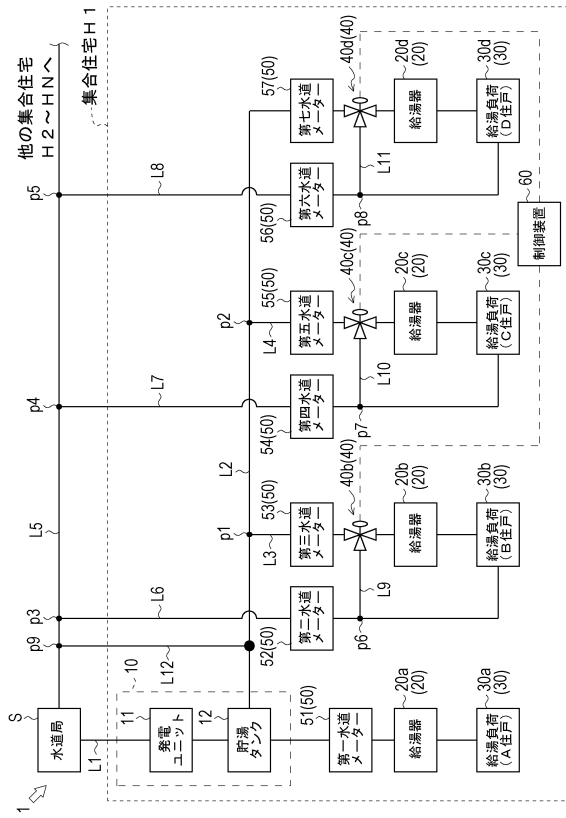 他の集合住宅
H2〜HNへ
集合住宅H1
1
S
水道局
L1
L5
p9
p3
p4
p5
L12
L6
L7
L8
10
11
発電
ユニット
12
貯湯
タンク
L2
p1
p2
L3
L4
51(50)
第一水道
メーター
52(50)
第二水道
メーター
53(50)
第三水道
メーター
54(50)
第四水道
メーター
55(50)
第五水道
メーター
56(50)
第六水道
メーター
57(50)
第七水道
メーター
p6
L9
40b(40)
p7
L10
40c(40)
p8
L11
40d(40)
20a
(20)
給湯器
20b
(20)
給湯器
20c
(20)
給湯器
20d
(20)
給湯器
30a
(30)
給湯負荷
(A住戸)
30b
(30)
給湯負荷
(B住戸)
30c
(30)
給湯負荷
(C住戸)
30d
(30)
給湯負荷
(D住戸)
60
制御装置